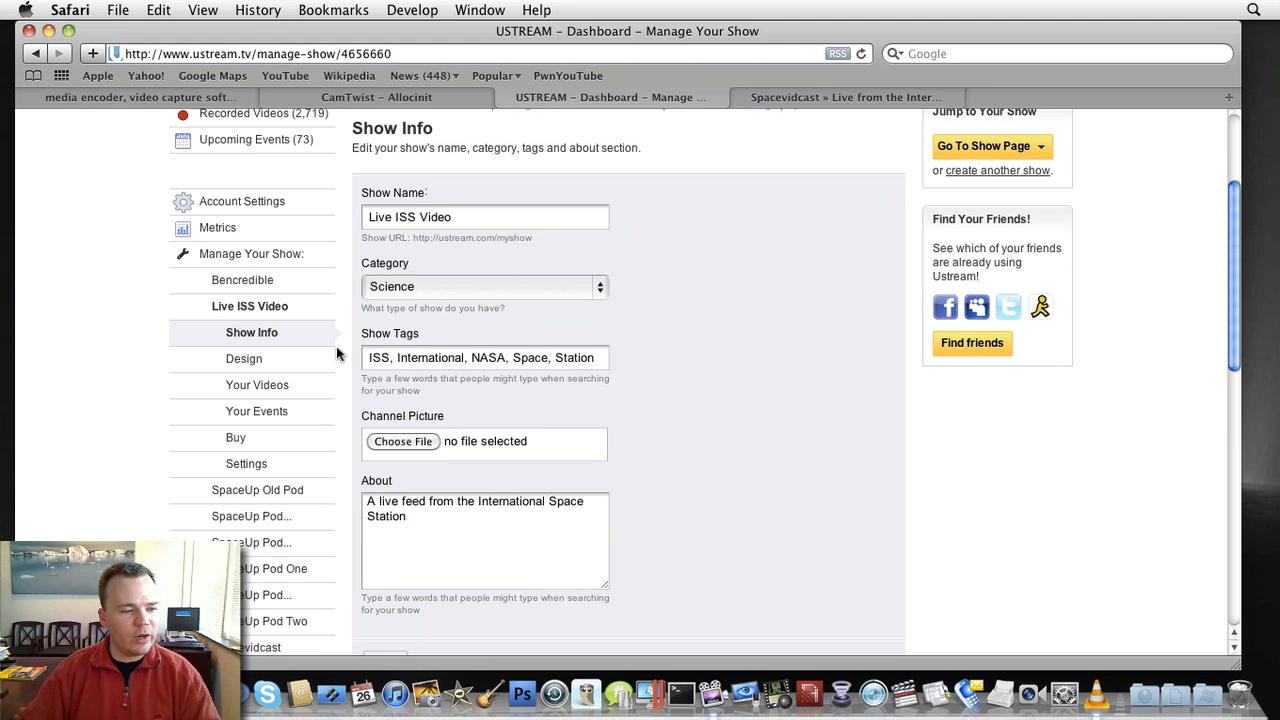 Safari File Edit View History Bookmarks Develop Window Help
USTREAM - Dashboard - Manage Your Show
http://www.ustream.tv/manage-show/4656660 RSS Google
Apple Yahoo! Google Maps YouTube Wikipedia News (448) Popular PwnYouTube
media encoder, video capture soft... CamTwist - Allocinit USTREAM - Dashboard - Manage ... Spacevidcast » Live from the Inter...
Recorded Videos (2,719)
Upcoming Events (73)
Account Settings
Metrics
Manage Your Show:
Bencredible
Live ISS Video
Show Info
Design
Your Videos
Your Events
Buy
Settings
SpaceUp Old Pod
SpaceUp Pod...
Up Pod...
Up Pod One
Up Pod...
Up Pod Two
evidcast
Show Info
Edit your show's name, category, tags and about section.
Show Name:
Live ISS Video
Show URL: http://ustream.com/myshow
Category
Science
What type of show do you have?
Show Tags
ISS, International, NASA, Space, Station
Type a few words that people might type when searching
for your show
Channel Picture
Choose File no file selected
About
A live feed from the International Space
Station
Type a few words that people might type when searching
for your show
Jump to Your Show
Go To Show Page
or create another show.
Find Your Friends!
See which of your friends
are already using
Ustream!
Find friends
26
Ps